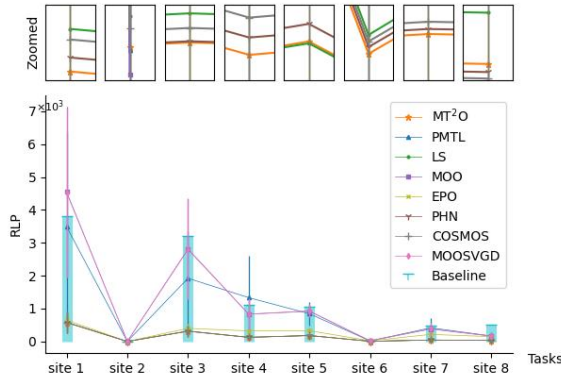 Zoomed
×10³
7
6
5
4
3
2
1
0
RLP
MT²O
PMTL
LS
MOO
EPO
PHN
COSMOS
MOOSVGD
Baseline
site 1 site 2 site 3 site 4 site 5 site 6 site 7 site 8
Tasks